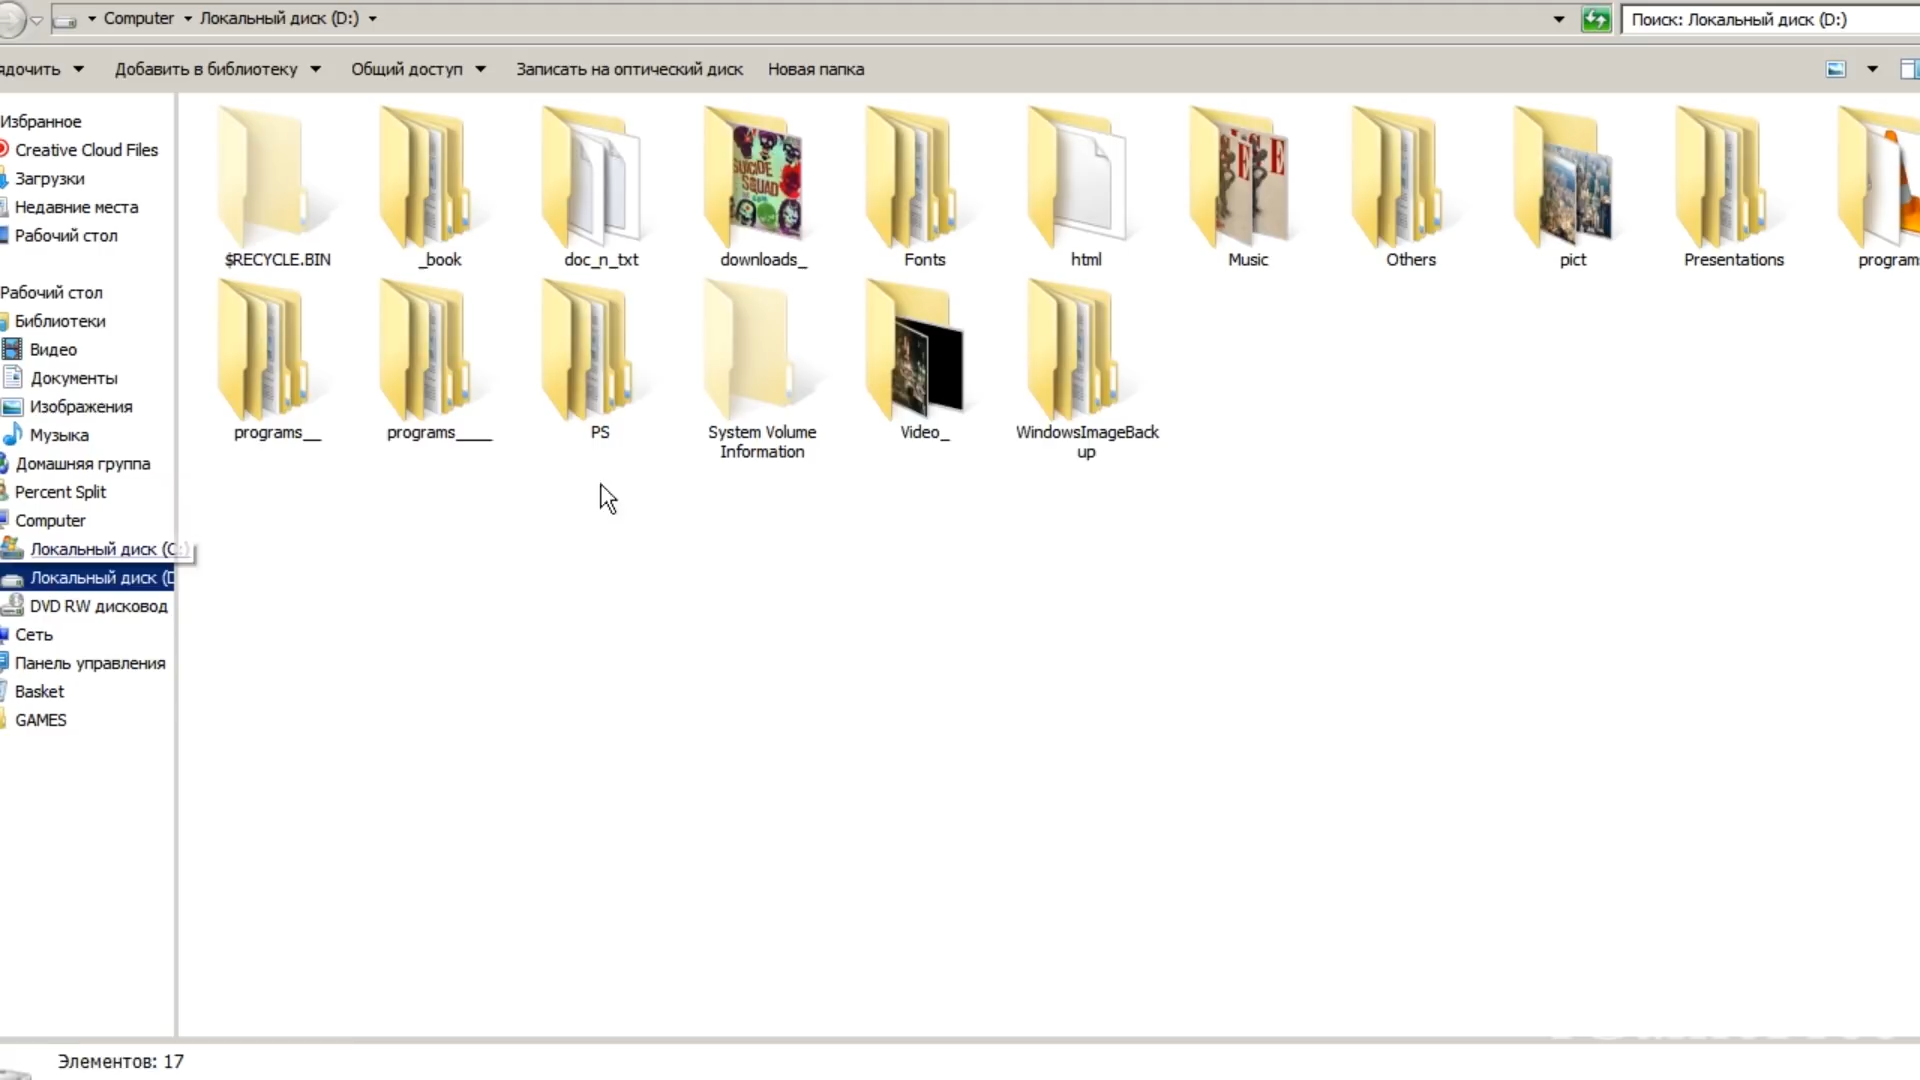 Computer Локальный диск (D:)
Поиск: Локальный диск (D:)
ядочить Добавить в библиотеку Общий доступ Записать на оптический диск Новая папка
Избранное
Creative Cloud Files
Загрузки
Недавние места
Рабочий стол
Рабочий стол
Библиотеки
Видео
Документы
Изображения
Музыка
Домашняя группа
Percent Split
Computer
Локальный диск (C:)
Локальный диск (D
DVD RW дисковод
Сеть
Панель управления
Basket
GAMES
SUICIDE
SQUAD
E E
$RECYCLE.BIN _book doc_n_txt downloads_ Fonts html Music Others pict Presentations programs
programs__ programs____ PS System Volume Video_ WindowsImageBack
Information up
Элементов: 17